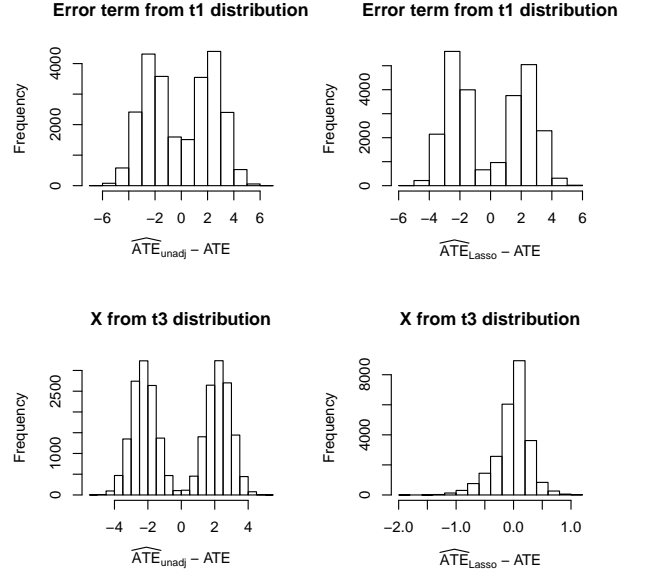 Error term from t1 distribution
Frequency
0 2000 4000
−6 −2 0 2 4 6
ATE unadj − ATE
Error term from t1 distribution
Frequency
0 2000 4000
−6 −4 −2 0 2 4 6
ATE Lasso − ATE
X from t3 distribution
Frequency
0 1000 2500
−4 −2 0 2 4
ATE unadj − ATE
X from t3 distribution
Frequency
0 4000 8000
−2.0 −1.0 0.0 1.0
ATE Lasso − ATE